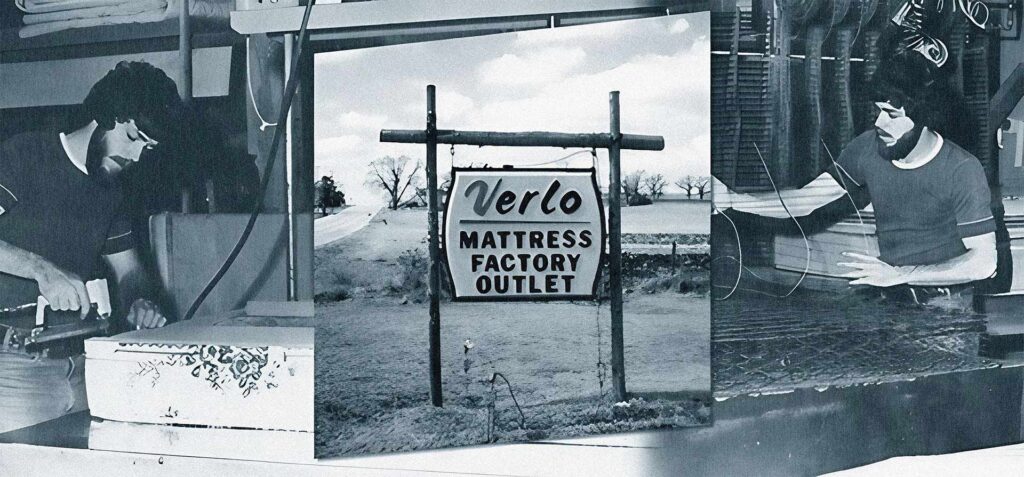 Verlo
MATTRESS
FACTORY
OUTLET